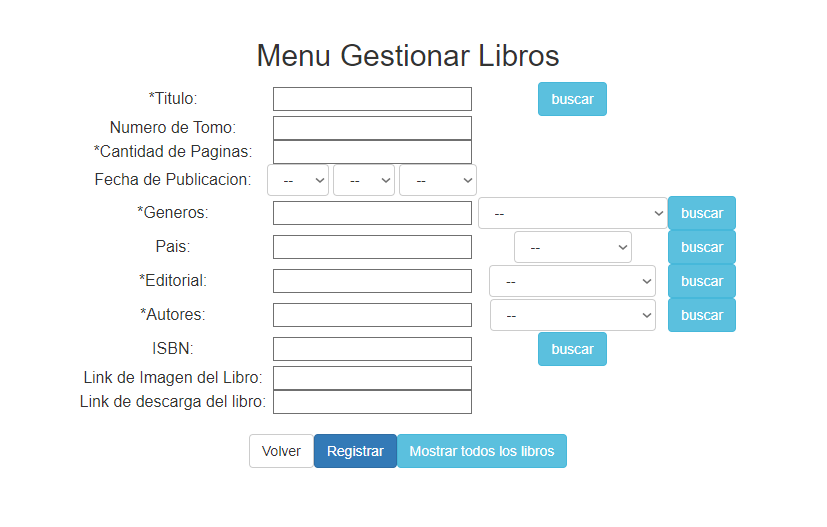 Menu Gestionar Libros
*Titulo: buscar
Numero de Tomo:
*Cantidad de Paginas:
Fecha de Publicacion: -- -- --
*Generos: -- buscar
Pais: -- buscar
*Editorial: -- buscar
*Autores: -- buscar
ISBN: buscar
Link de Imagen del Libro:
Link de descarga del libro:
Volver Registrar Mostrar todos los libros